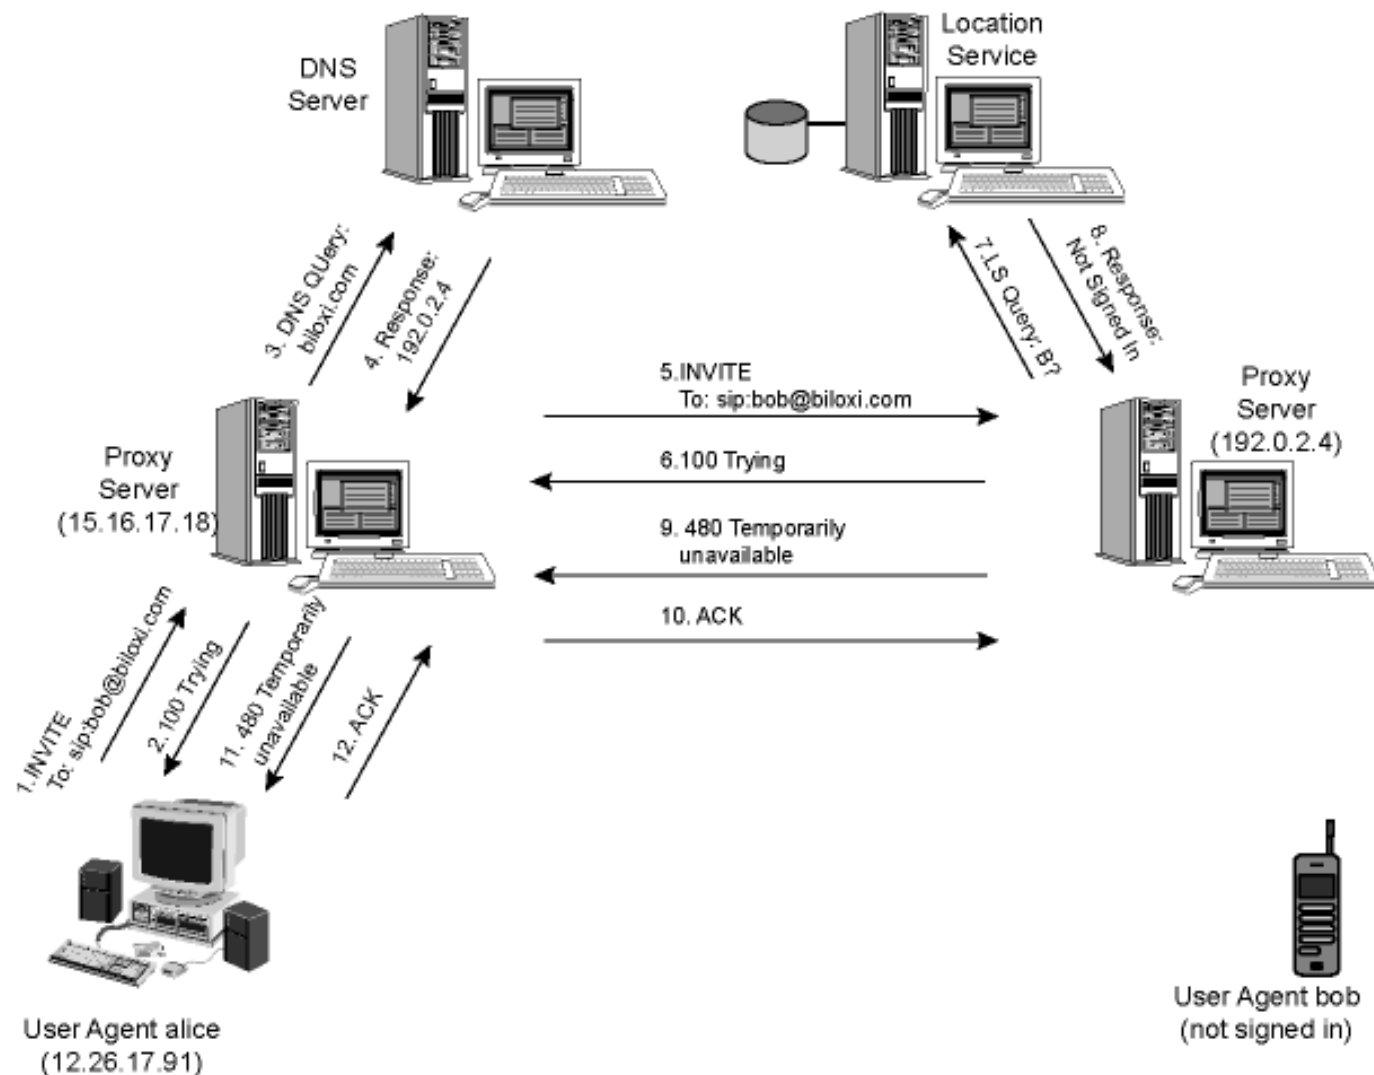 DNS
Server
Location
Service
3. DNS QUery:
biloxi.com
4. Response:
192.0.2.4
7.LS Query: B?
8. Response:
Not Signed In
5.INVITE
To: sip:bob@biloxi.com
Proxy
Server
(192.0.2.4)
6.100 Trying
Proxy
Server
(15.16.17.18)
9. 480 Temporarily
unavailable
10. ACK
1.INVITE
To: sip:bob@biloxi.com
2. 100 Trying
11. 480 Temporarily
unavailable
12. ACK
User Agent alice
(12.26.17.91)
User Agent bob
(not signed in)